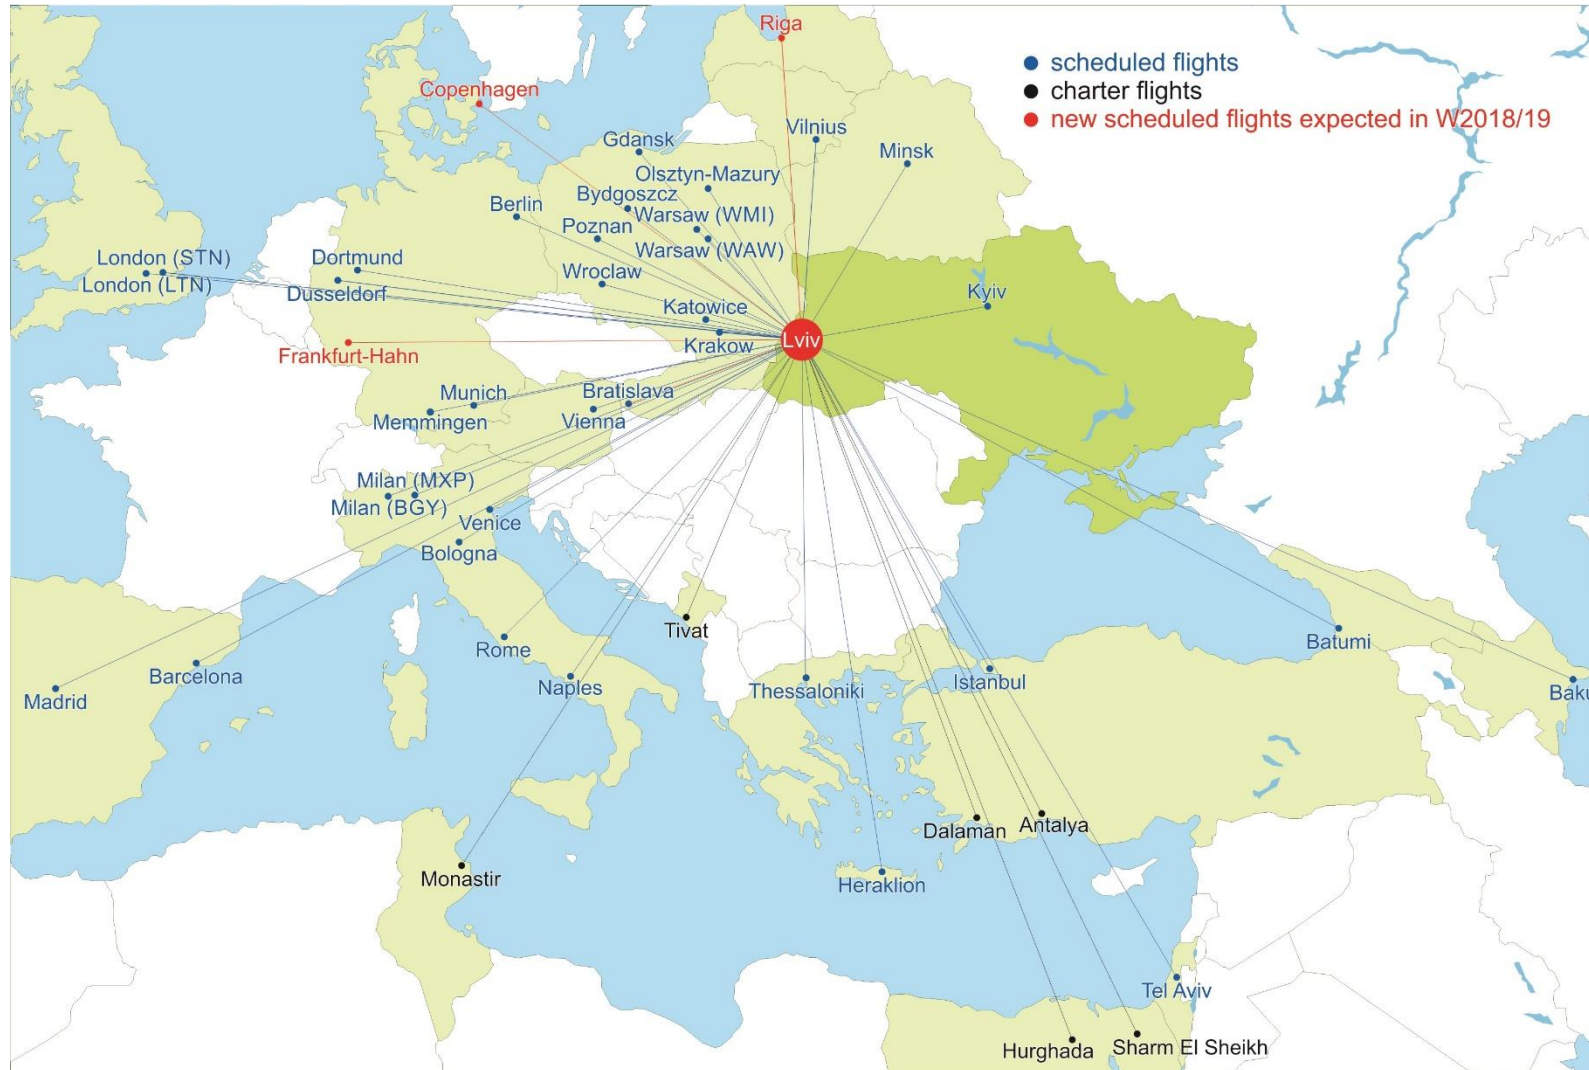 Riga
scheduled flights
charter flights
new scheduled flights expected in W2018/19
Copenhagen
Vilnius
Gdansk
Minsk
Olsztyn-Mazury
Bydgoszcz
Berlin
Warsaw (WMI)
Poznan
Warsaw (WAW)
London (STN)
Dortmund
Wroclaw
London (LTN)
Dusseldorf
Kyiv
Katowice
Lviv
Krakow
Frankfurt-Hahn
Munich
Bratislava
Memmingen
Vienna
Milan (MXP)
Milan (BGY)
Venice
Bologna
Tivat
Rome
Batumi
Barcelona
Istanbul
Naples
Thessaloniki
Madrid
Baku
Dalaman
Antalya
Monastir
Heraklion
Tel Aviv
Hurghada
Sharm El Sheikh